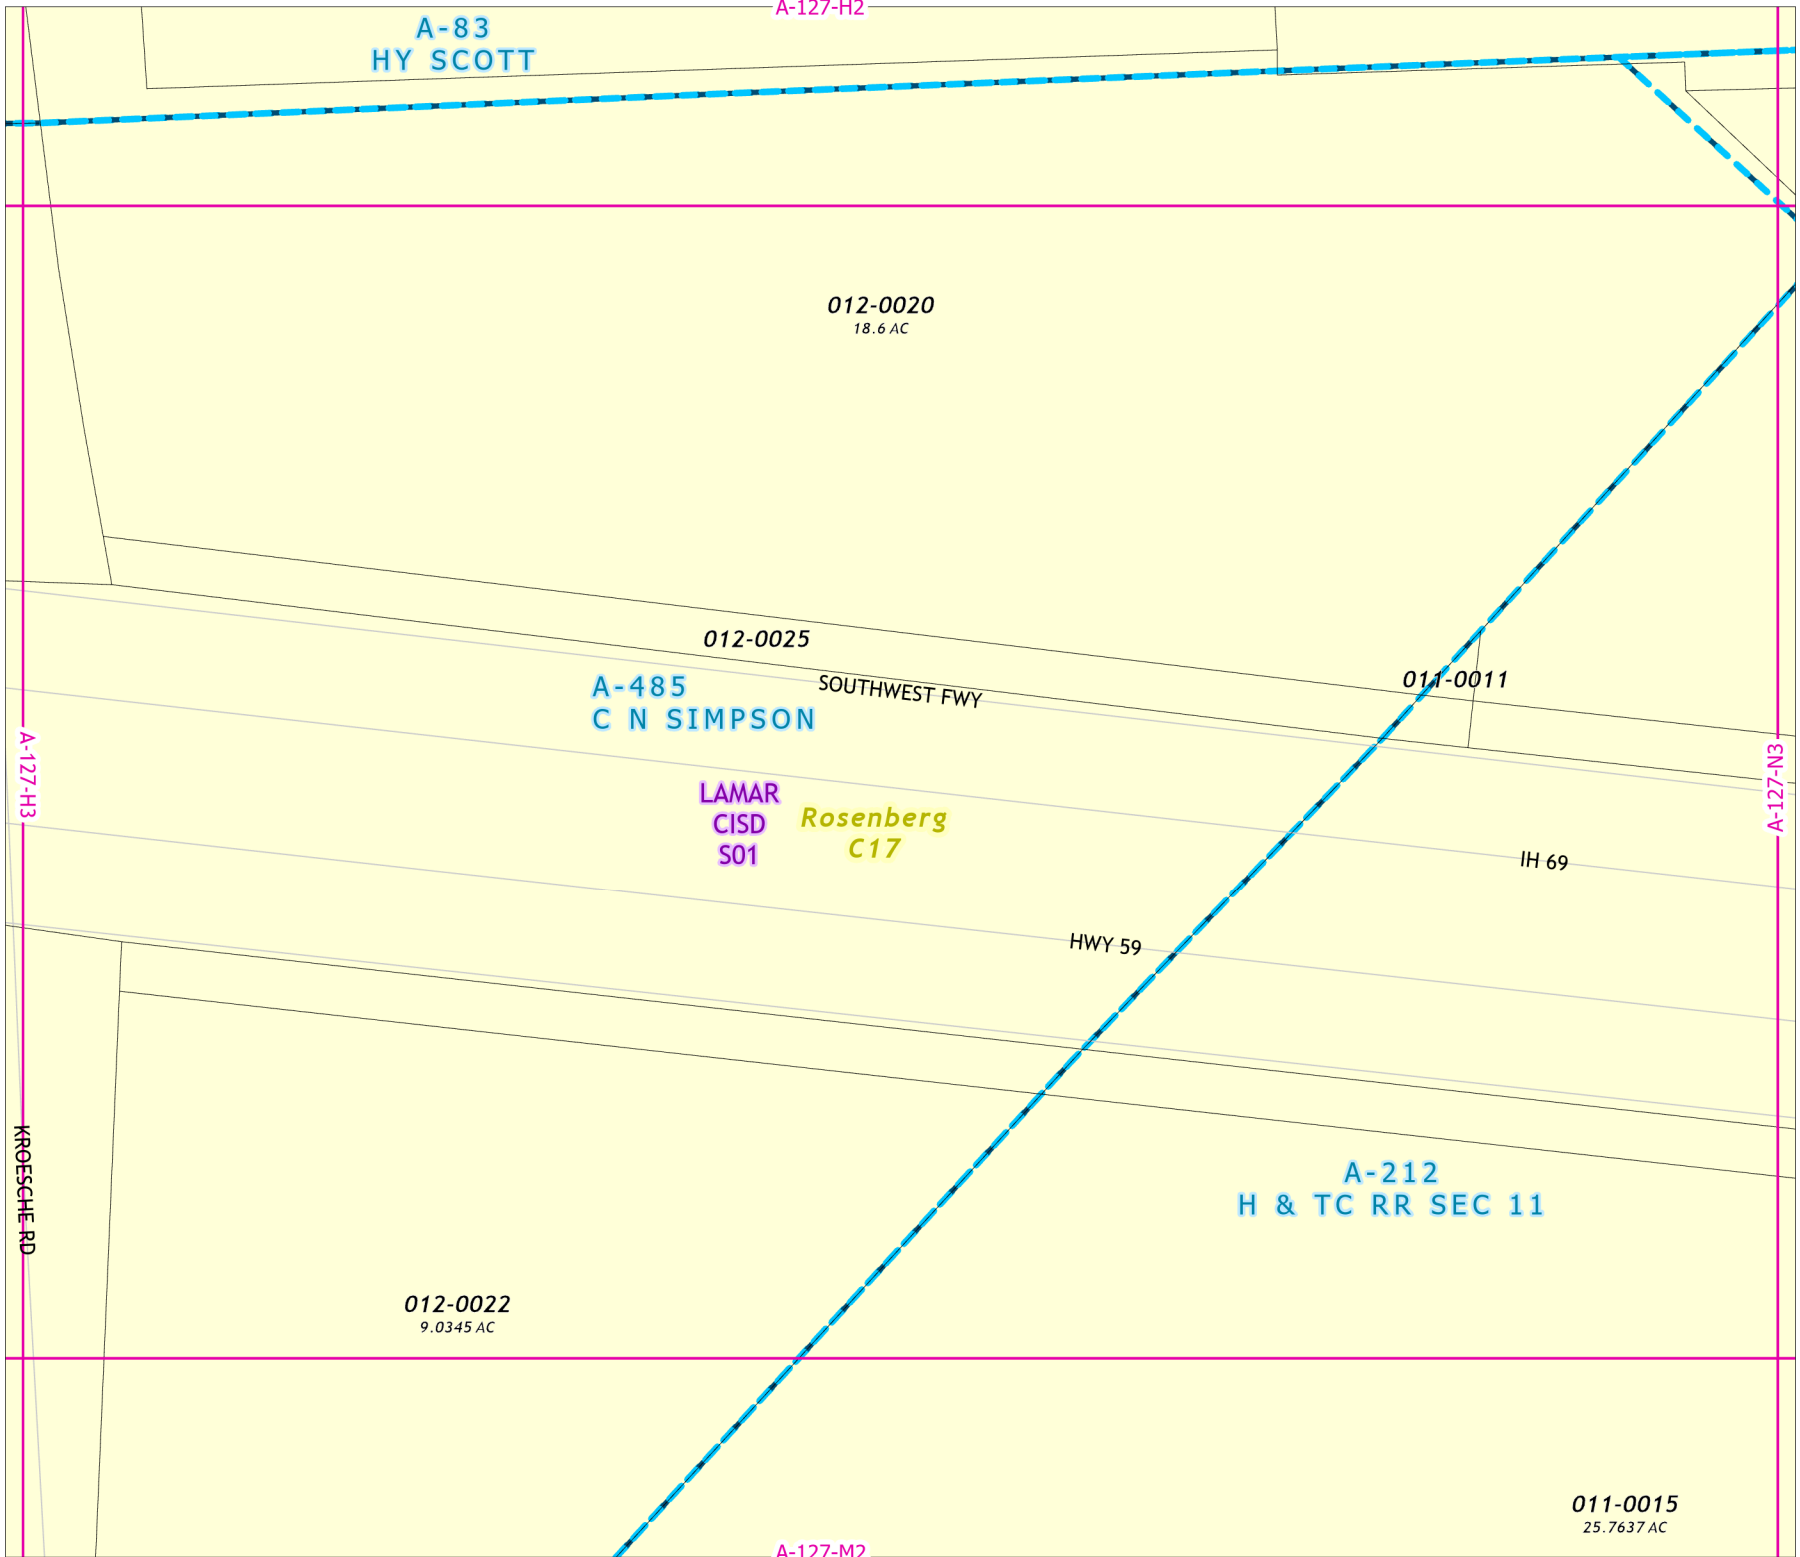 A-127-H2
A-83
HY SCOTT
012-0020
18.6 AC
012-0025
011-0011
A-485
C N SIMPSON
SOUTHWEST FWY
A-127-H3
A-127-N3
LAMAR
CISD
S01
Rosenberg
C17
IH 69
HWY 59
KROESCHE RD
A-212
H & TC RR SEC 11
012-0022
9.0345 AC
011-0015
25.7637 AC
A-127-M2